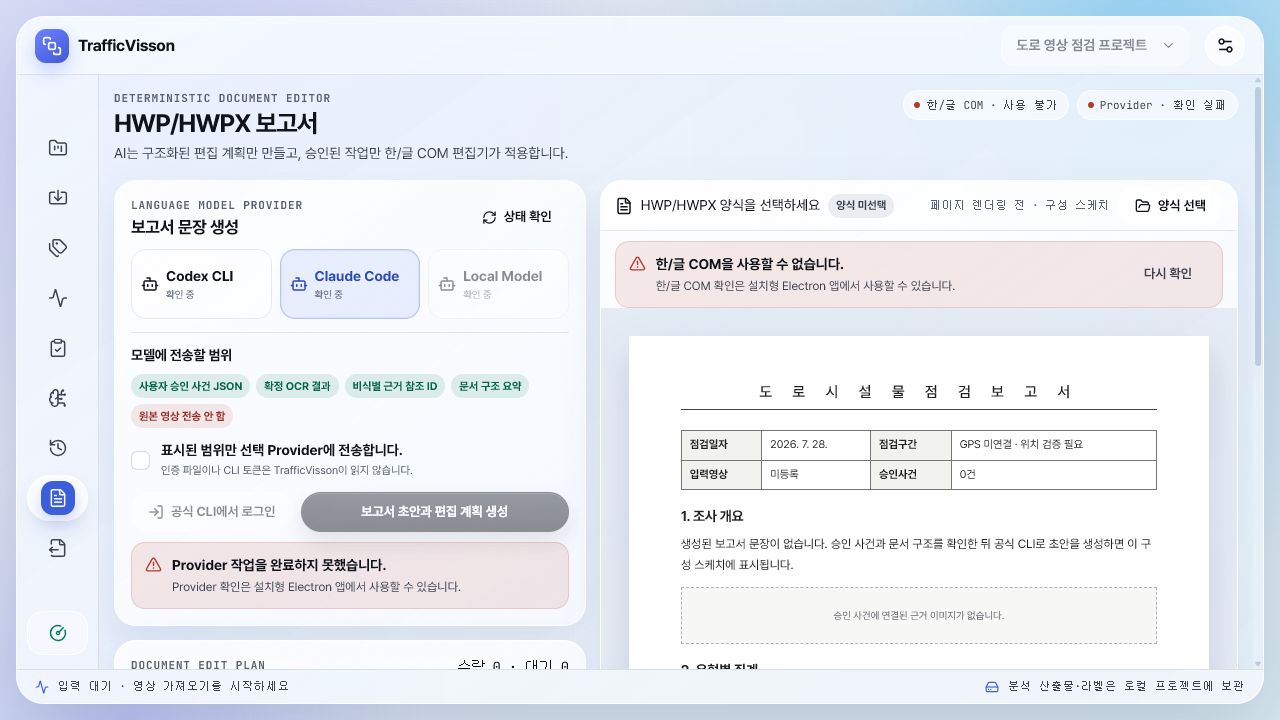 TrafficVisson
도로 영상 점검 프로젝트
DETERMINISTIC DOCUMENT EDITOR
HWP/HWPX 보고서
AI는 구조화된 편집 계획만 만들고, 승인된 작업만 한/글 COM 편집기가 적용합니다.
한/글 COM · 사용 불가
Provider · 확인 실패
LANGUAGE MODEL PROVIDER
보고서 문장 생성
상태 확인
Codex CLI
확인 중
Claude Code
확인 중
Local Model
확인 중
모델에 전송할 범위
사용자 승인 사건 JSON
확정 OCR 결과
비식별 근거 참조 ID
문서 구조 요약
원본 영상 전송 안 함
표시된 범위만 선택 Provider에 전송합니다.
인증 파일이나 CLI 토큰은 TrafficVisson이 읽지 않습니다.
공식 CLI에서 로그인
보고서 초안과 편집 계획 생성
Provider 작업을 완료하지 못했습니다.
Provider 확인은 설치형 Electron 앱에서 사용할 수 있습니다.
DOCUMENT EDIT PLAN
수락 0 · 대기 0
HWP/HWPX 양식을 선택하세요
양식 미선택
페이지 렌더링 전 · 구성 스케치
양식 선택
한/글 COM을 사용할 수 없습니다.
한/글 COM 확인은 설치형 Electron 앱에서 사용할 수 있습니다.
다시 확인
도 로 시 설 물 점 검 보 고 서
점검일자 2026. 7. 28. 점검구간 GPS 미연결 · 위치 검증 필요
입력영상 미등록 승인사건 0건
1. 조사 개요
생성된 보고서 문장이 없습니다. 승인 사건과 문서 구조를 확인한 뒤 공식 CLI로 초안을 생성하면 이 구
성 스케치에 표시됩니다.
승인 사건에 연결된 근거 이미지가 없습니다.
2. 유형별 집계
입력 대기 · 영상 가져오기를 시작하세요
분석 산출물·라벨은 로컬 프로젝트에 보관